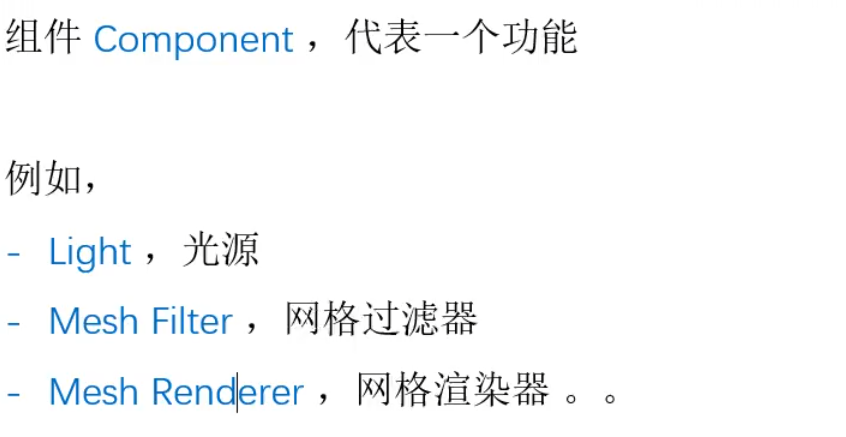 组件 Component ，代表一个功能
例如，
- Light ，光源
- Mesh Filter ，网格过滤器
- Mesh Renderer ，网格渲染器 。。